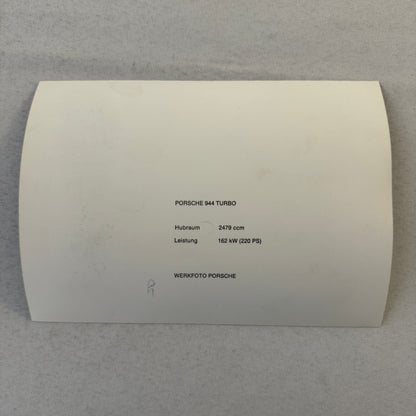 PORSCHE 944 TURBO
Hubraum 2479 ccm
Leistung 162 kW (220 PS)
WERKFOTO PORSCHE